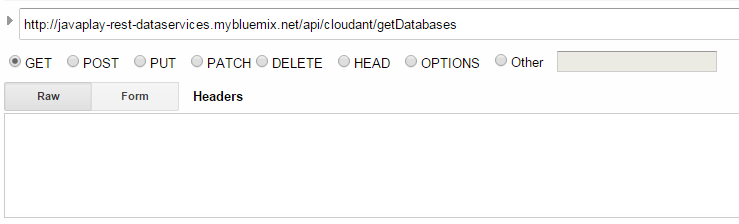 http://javaplay-rest-dataservices.mybluemix.net/api/cloudant/getDatabases
GET POST PUT PATCH DELETE HEAD OPTIONS Other
Raw Form Headers